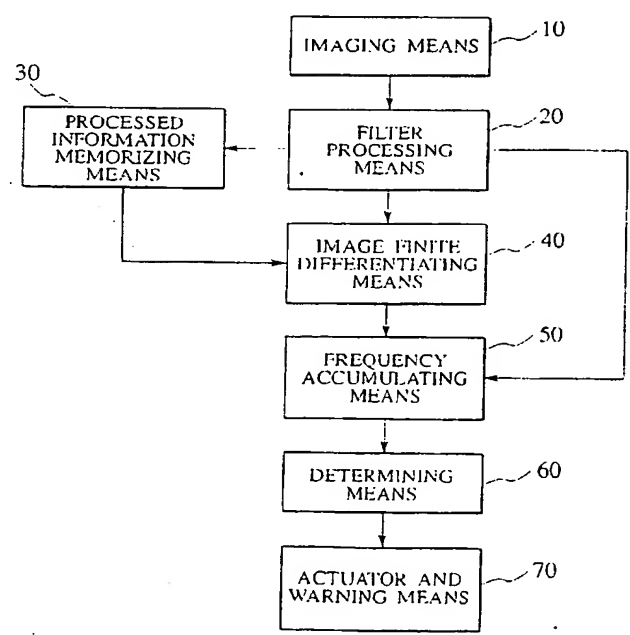 10
IMAGING MEANS
30
20
PROCESSED
INFORMATION
MEMORIZING
MEANS
FILTER
PROCESSING
MEANS
40
IMAGE FINITE
DIFFERENTIATING
MEANS
50
FREQUENCY
ACCUMULATING
MEANS
60
DETERMINING
MEANS
70
ACTUATOR AND
WARNING MEANS